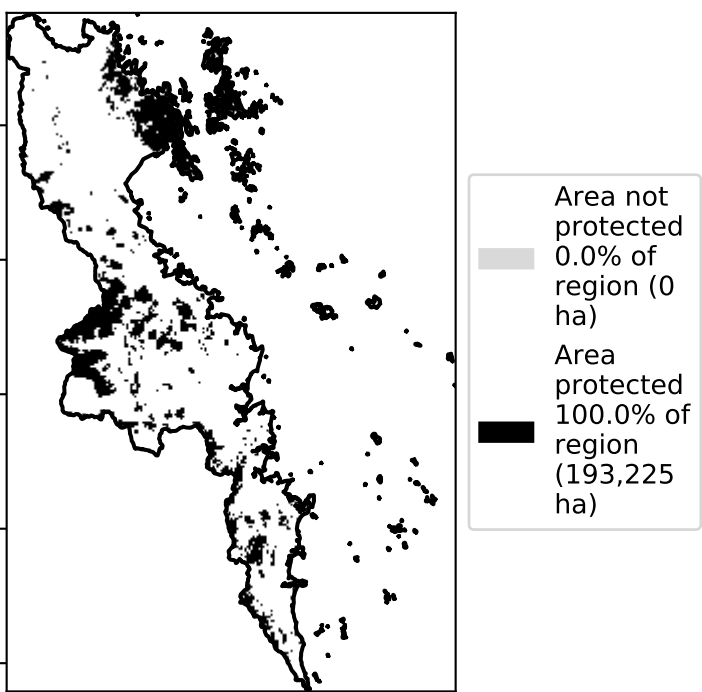 Area not
protected
0.0% of
region (0
ha)
Area
protected
100.0% of
region
(193,225
ha)